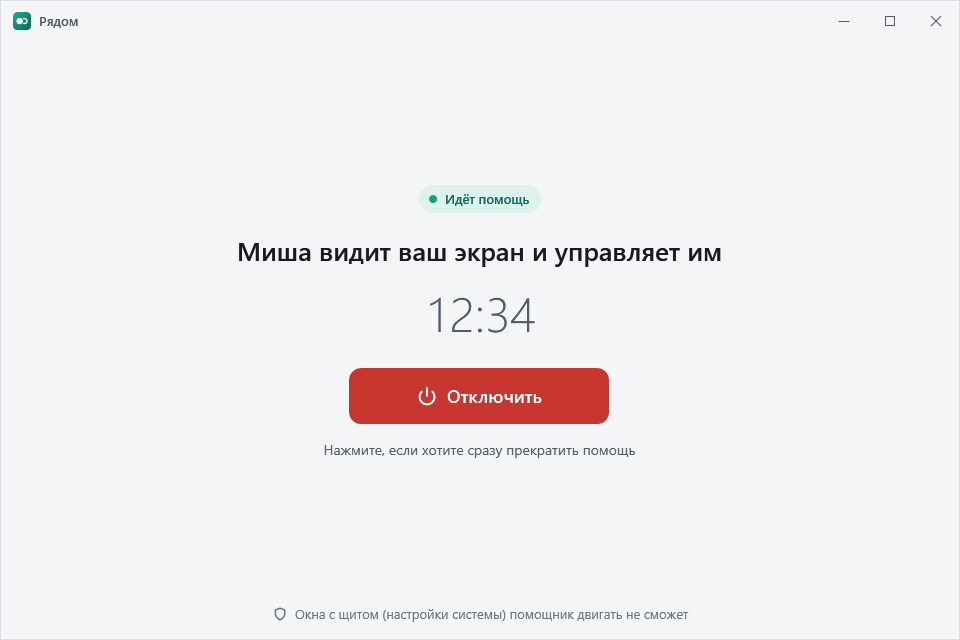 Рядом
Идёт помощь
Миша видит ваш экран и управляет им
12:34
Отключить
Нажмите, если хотите сразу прекратить помощь
Окна с щитом (настройки системы) помощник двигать не сможет